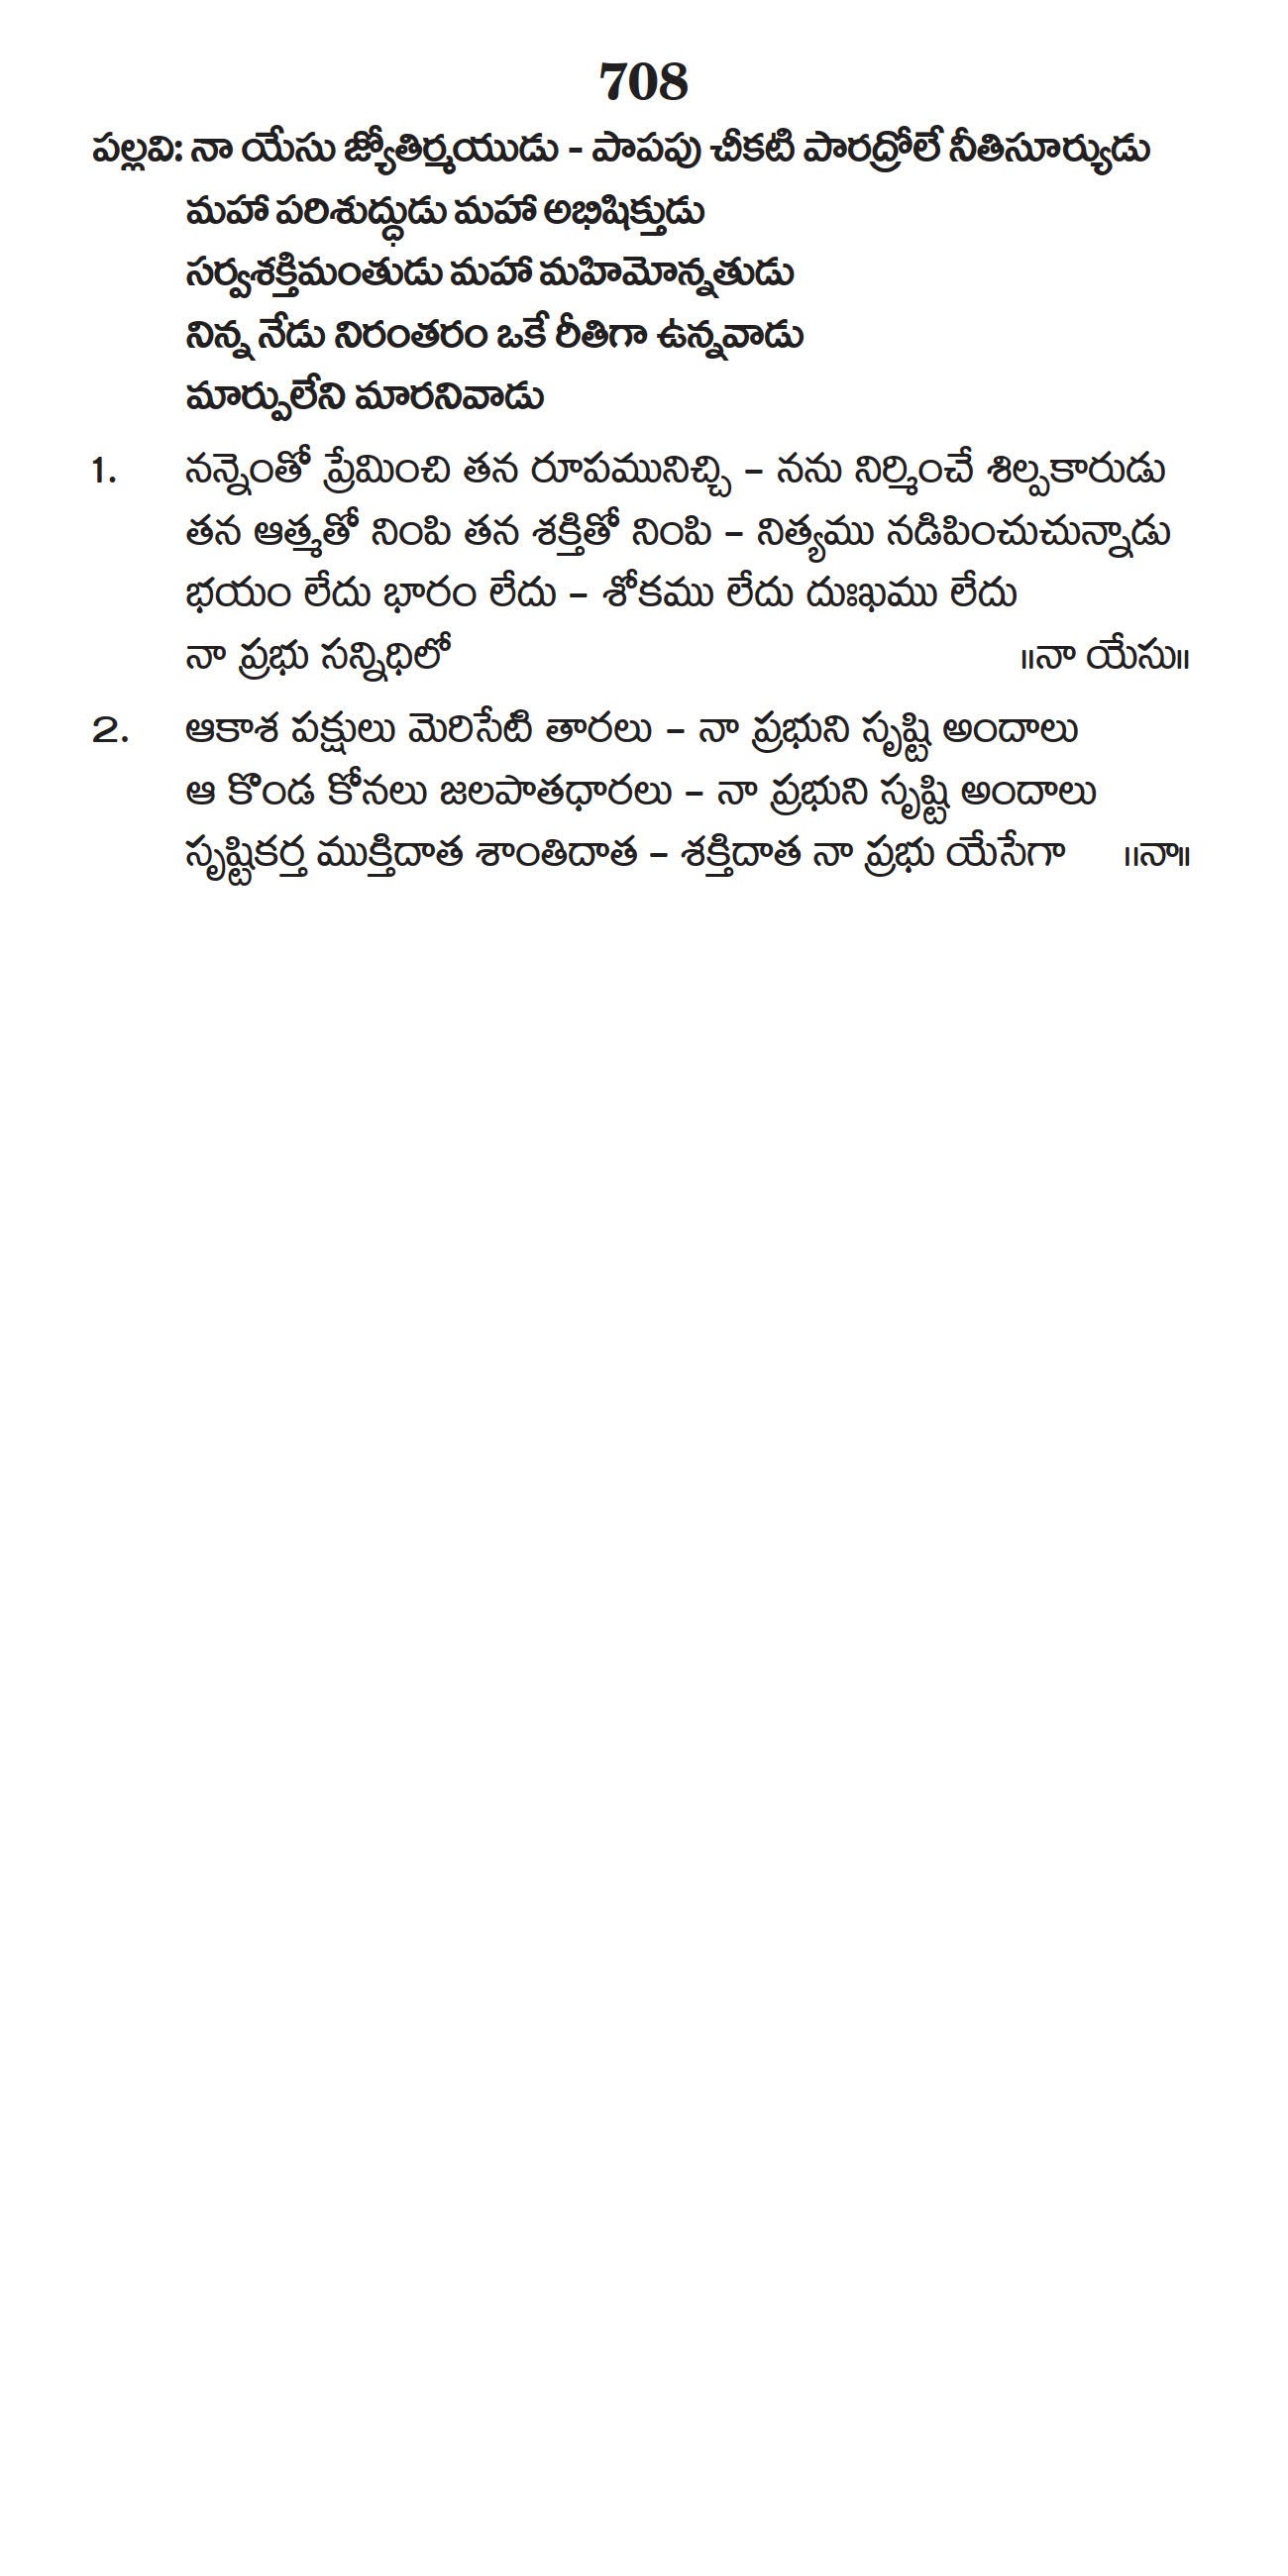 708
పల్లవి: నా యేసు జ్యోతిర్మయుడు - పాపపు చీకటి పారద్రోలే నీతిసూర్యుడు
మహా పరిశుద్ధుడు మహా అభిషిక్తుడు
సర్వశక్తిమంతుడు మహా మహిమోన్నతుడు
నిన్న నేడు నిరంతరం ఒకే రీతిగా ఉన్నవాడు
మార్పులేని మారనివాడు
1. నన్నెంతో ప్రేమించి తన రూపమునిచ్చి – నను నిర్మించే శిల్పకారుడు
తన ఆత్మతో నింపి తన శక్తితో నింపి – నిత్యము నడిపించుచున్నాడు
భయం లేదు భారం లేదు – శోకము లేదు దుఃఖము లేదు
నా ప్రభు సన్నిధిలో ॥నా యేసు॥
2. ఆకాశ పక్షులు మెరిసేటి తారలు – నా ప్రభుని సృష్టి అందాలు
ఆ కొండ కోనలు జలపాతధారలు – నా ప్రభుని సృష్టి అందాలు
సృష్టికర్త ముక్తిదాత శాంతిదాత – శక్తిదాత నా ప్రభు యేసేగా ॥నా॥